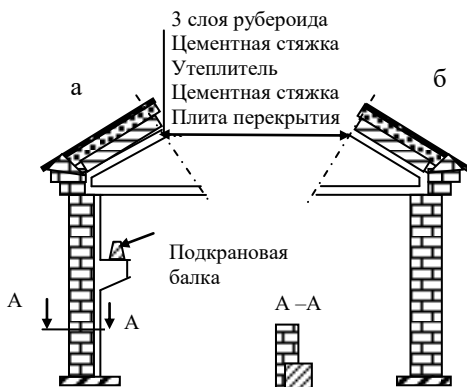 3 слоя рубероида
Цементная стяжка
Утеплитель
Цементная стяжка
Плита перекрытия
а
б
Подкрановая
балка
А
А
А –А